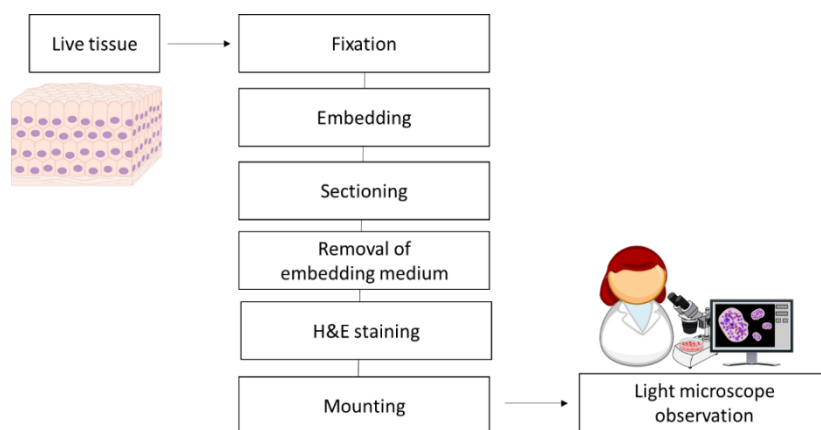 Live tissue
Fixation
Embedding
Sectioning
Removal of
embedding medium
H&E staining
Mounting
Light microscope
observation